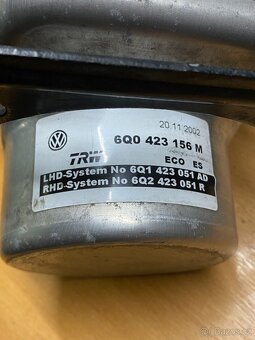 20.11.2002
6Q0 423 156 M
TRW ECO ES
LHD-System No 6Q1 423 051 AD
RHD-System No 6Q2 423 051 R